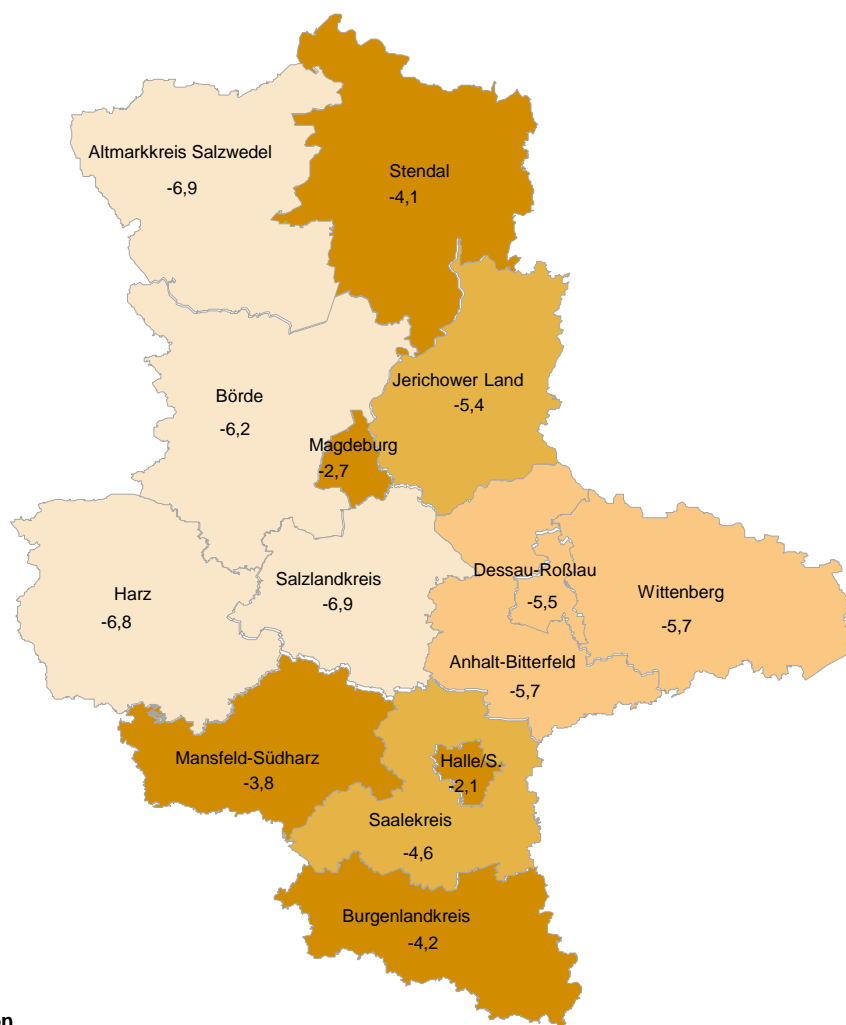 Altmarkkreis Salzwedel
-6,9
Stendal
-4,1
Jerichower Land
-5,4
Börde
-6,2
Magdeburg
-2,7
Harz
-6,8
Salzlandkreis
-6,9
Dessau-Roßlau
-5,5
Wittenberg
-5,7
Anhalt-Bitterfeld
-5,7
Mansfeld-Südharz
-3,8
Halle/S.
-2,1
Saalekreis
-4,6
Burgenlandkreis
-4,2